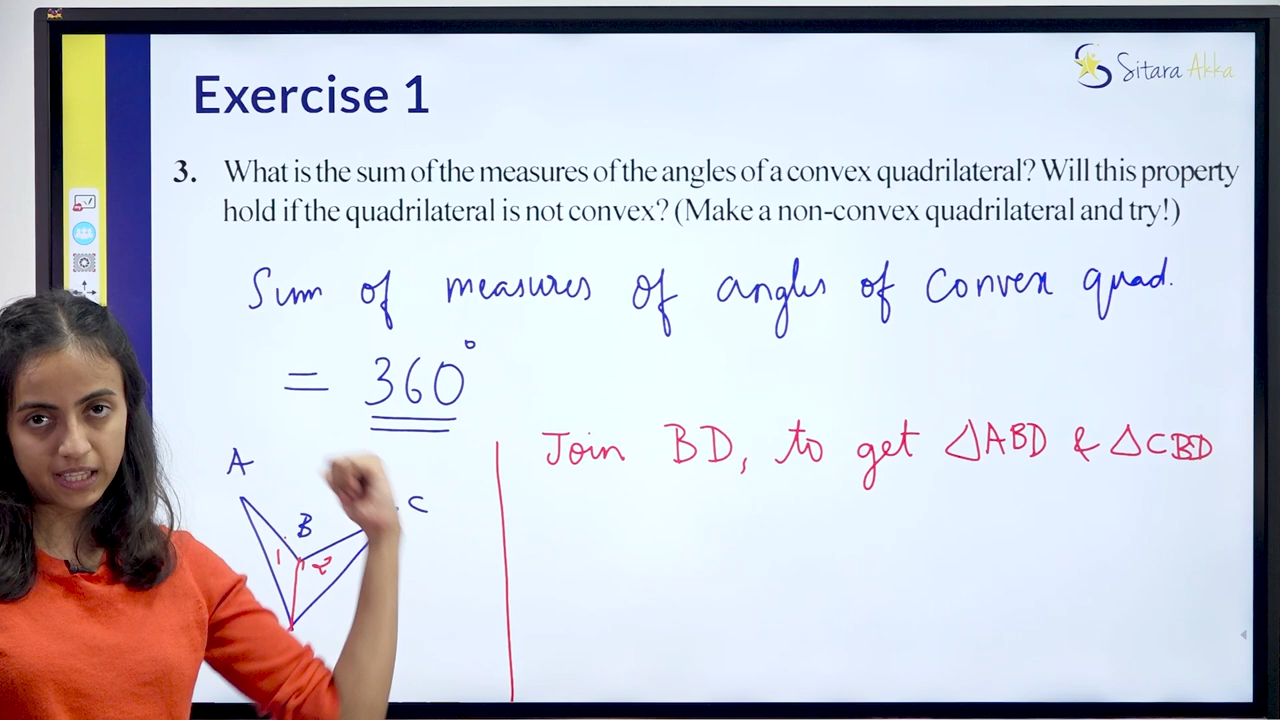 Sitara Akka
Exercise 1
3. What is the sum of the measures of the angles of a convex quadrilateral? Will this property
hold if the quadrilateral is not convex? (Make a non-convex quadrilateral and try!)
Sum of measures of angles of convex quad.
= 360°
Join BD, to get △ABD & △CBD
A
B
C
1
2